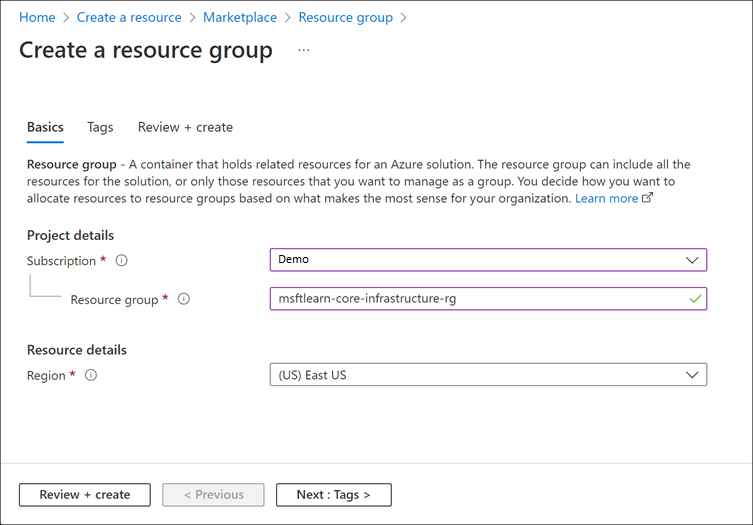 Home > Create a resource > Marketplace > Resource group >
Create a resource group ...
Basics Tags Review + create
Resource group - A container that holds related resources for an Azure solution. The resource group can include all the
resources for the solution, or only those resources that you want to manage as a group. You decide how you want to
allocate resources to resource groups based on what makes the most sense for your organization. Learn more
Project details
Subscription * Demo
Resource group * msftlearn-core-infrastructure-rg
Resource details
Region * (US) East US
Review + create < Previous Next : Tags >